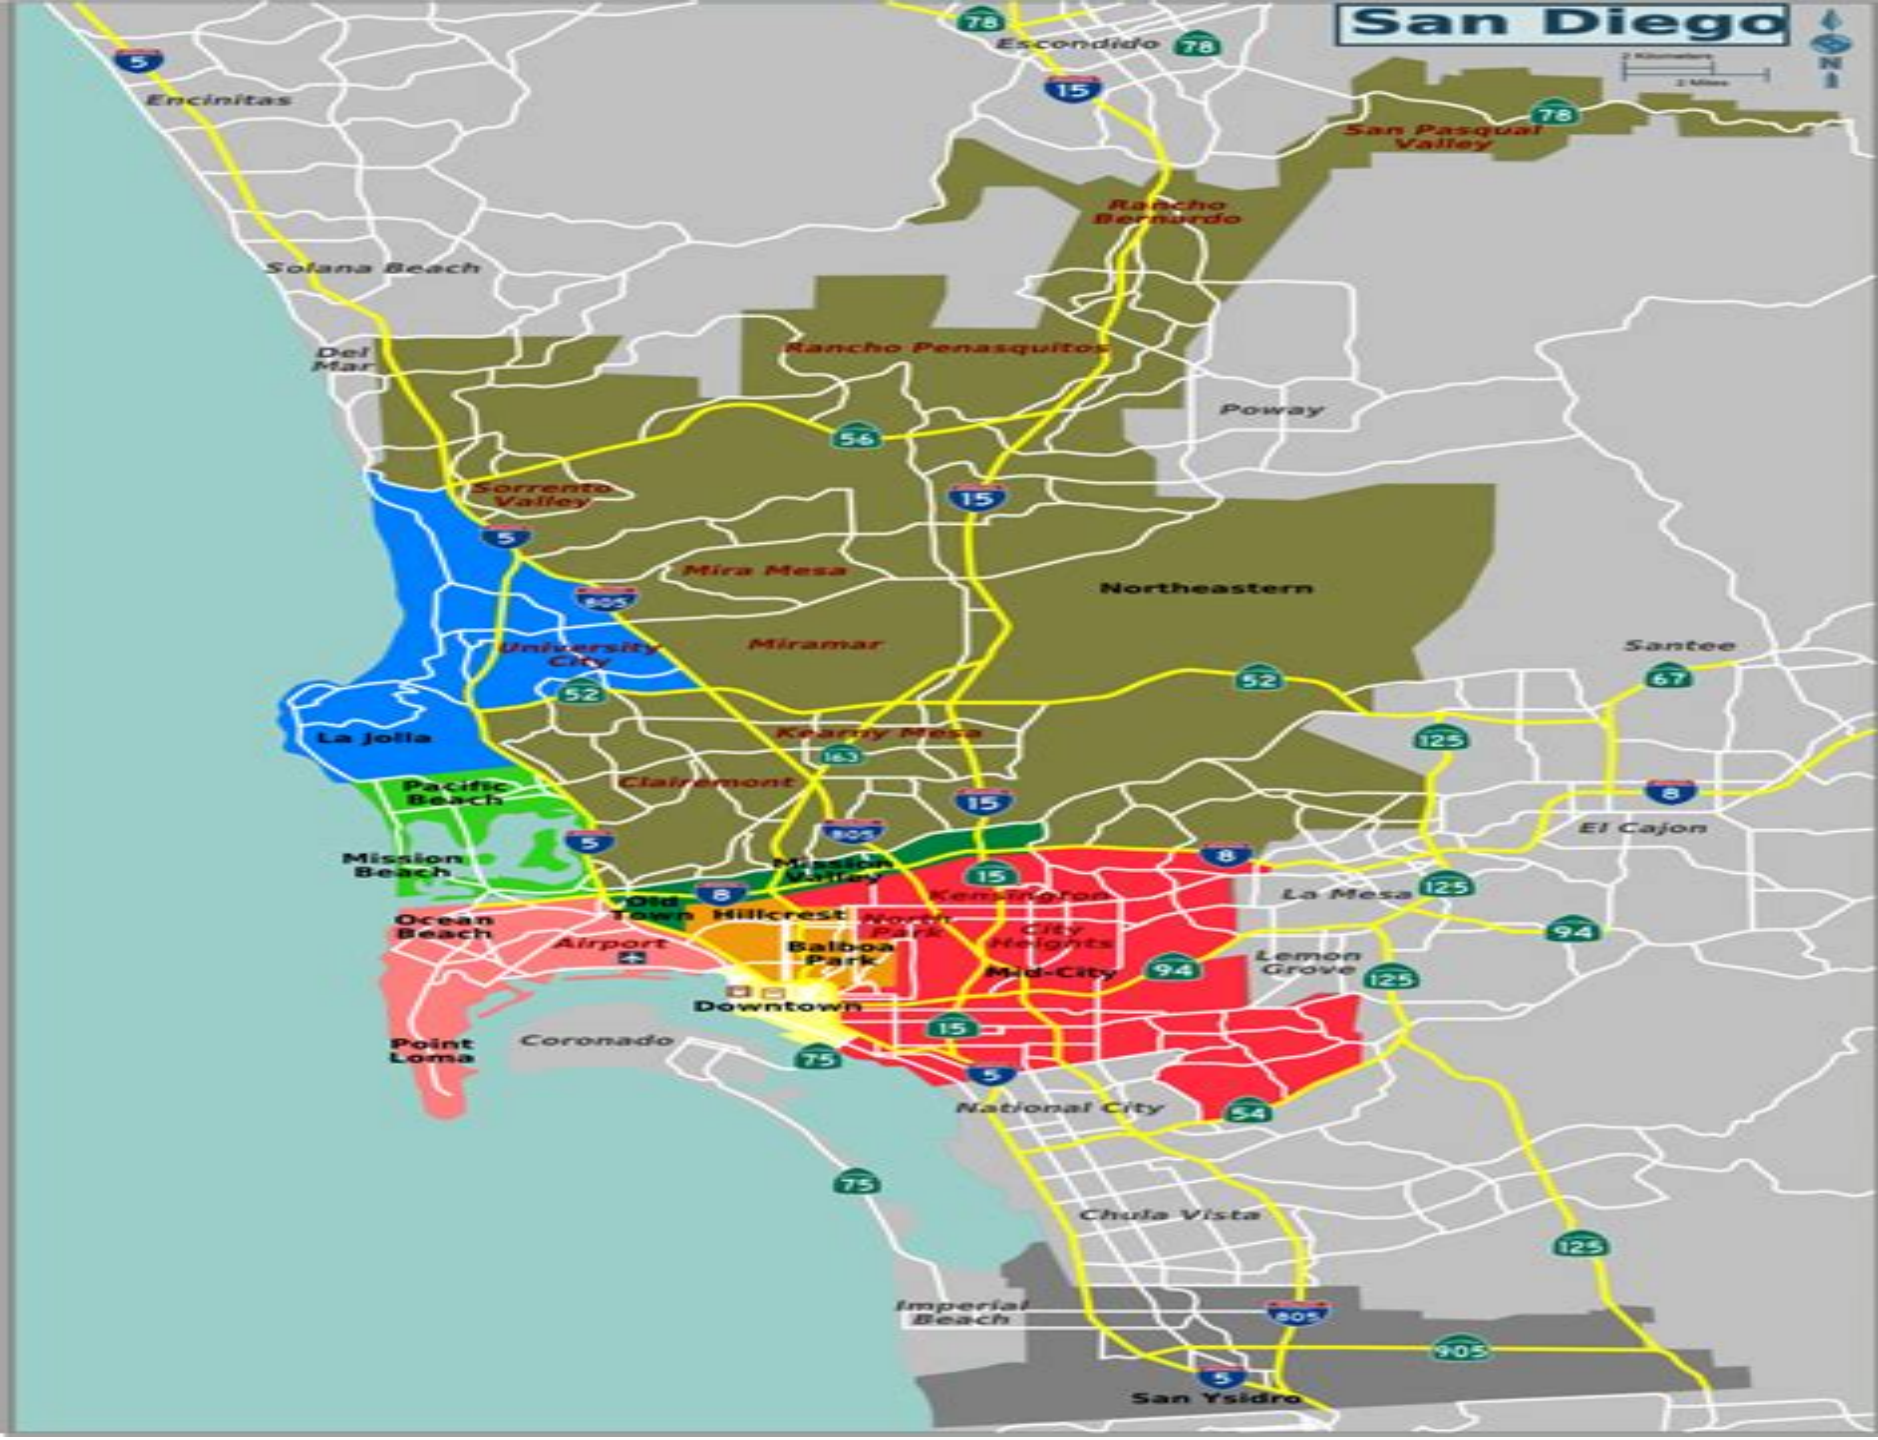 San Diego
78
Escondido
78
5
15
2 Kilometers
2 Miles
N
Encinitas
78
San Pasqual
Valley
Rancho
Bernardo
Solana Beach
Del
Mar
Rancho Penasquitos
Poway
56
Sorrento
Valley
15
5
Mira Mesa
Northeastern
805
University
City
Miramar
Santee
52
52
67
La Jolla
Kearny Mesa
163
125
Clairemont
Pacific
Beach
15
8
5
805
El Cajon
Mission
Beach
Mission
Valley
8
15
8
Kensington
La Mesa
125
Old
Town
Hillcrest
North
Park
Ocean
Beach
Airport
Balboa
Park
City
Heights
94
Mid-City
94
Lemon
Grove
125
Downtown
15
Point
Loma
Coronado
75
5
National City
54
75
Chula Vista
125
Imperial
Beach
805
905
5
San Ysidro